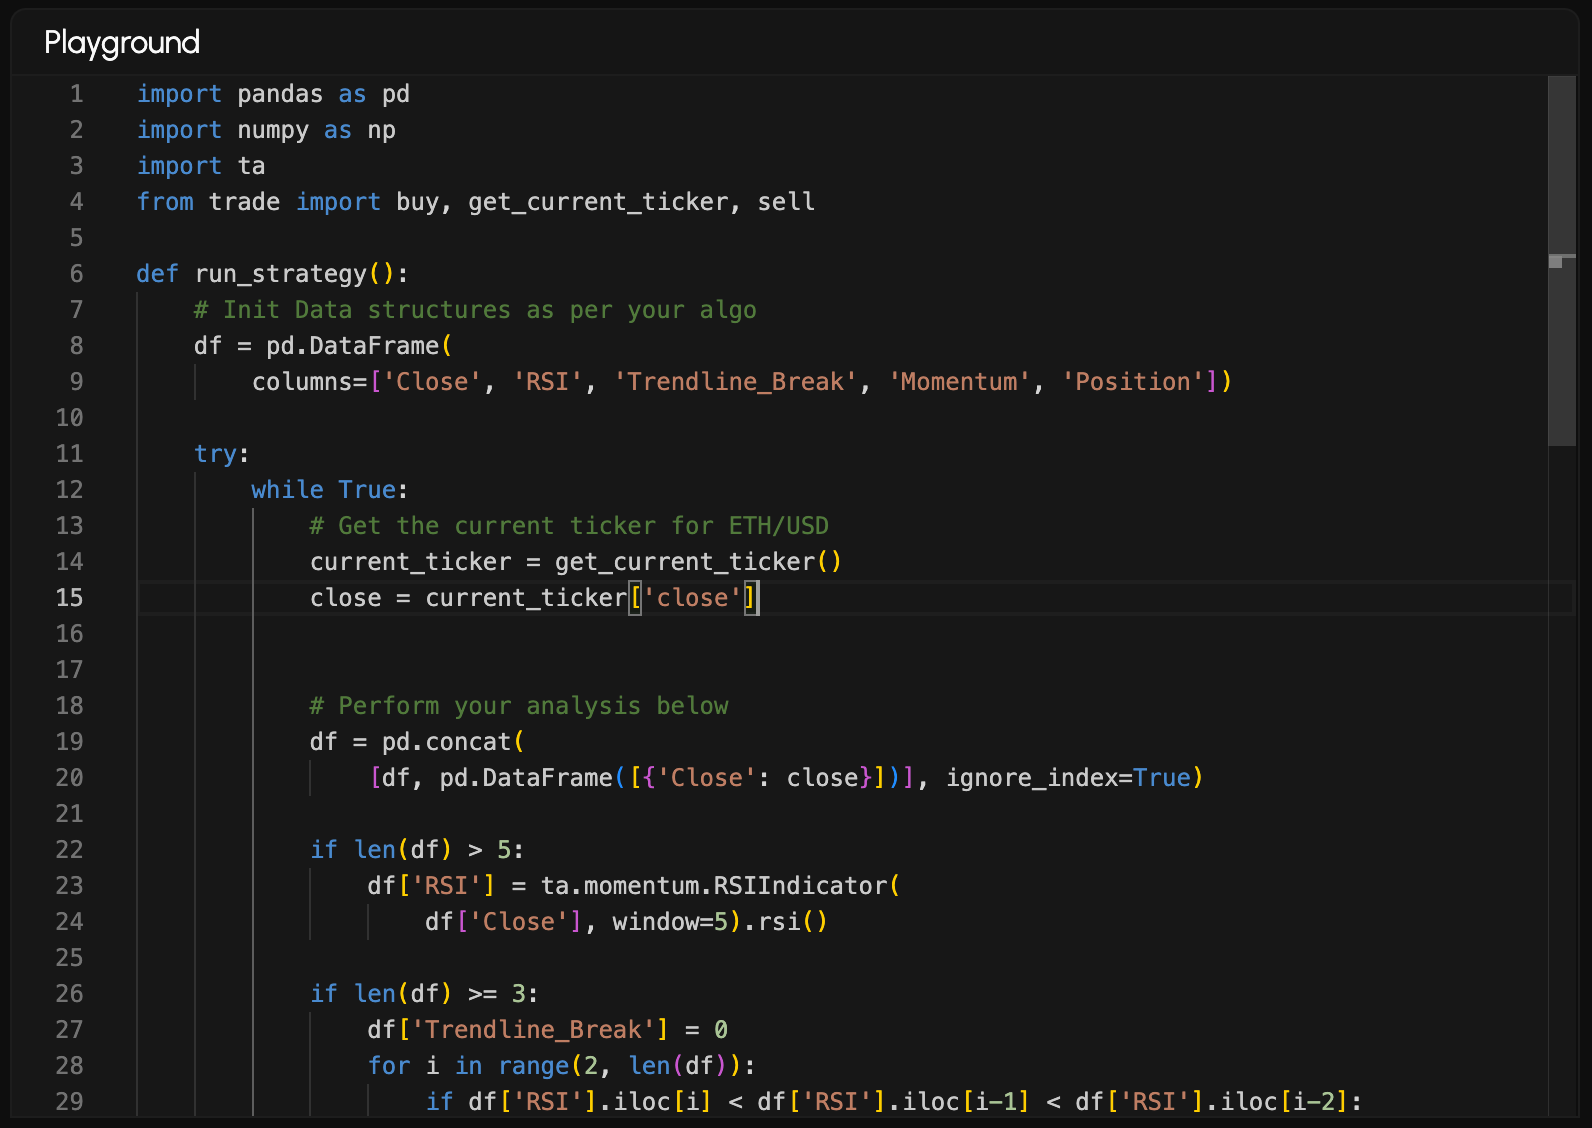 Playground
1 import pandas as pd
2 import numpy as np
3 import ta
4 from trade import buy, get_current_ticker, sell
5
6 def run_strategy():
7     # Init Data structures as per your algo
8     df = pd.DataFrame(
9         columns=['Close', 'RSI', 'Trendline_Break', 'Momentum', 'Position'])
10
11     try:
12         while True:
13             # Get the current ticker for ETH/USD
14             current_ticker = get_current_ticker()
15             close = current_ticker['close']
16
17
18             # Perform your analysis below
19             df = pd.concat(
20                 [df, pd.DataFrame([{'Close': close}])], ignore_index=True)
21
22             if len(df) > 5:
23                 df['RSI'] = ta.momentum.RSIIndicator(
24                     df['Close'], window=5).rsi()
25
26             if len(df) >= 3:
27                 df['Trendline_Break'] = 0
28                 for i in range(2, len(df)):
29                     if df['RSI'].iloc[i] < df['RSI'].iloc[i-1] < df['RSI'].iloc[i-2]: